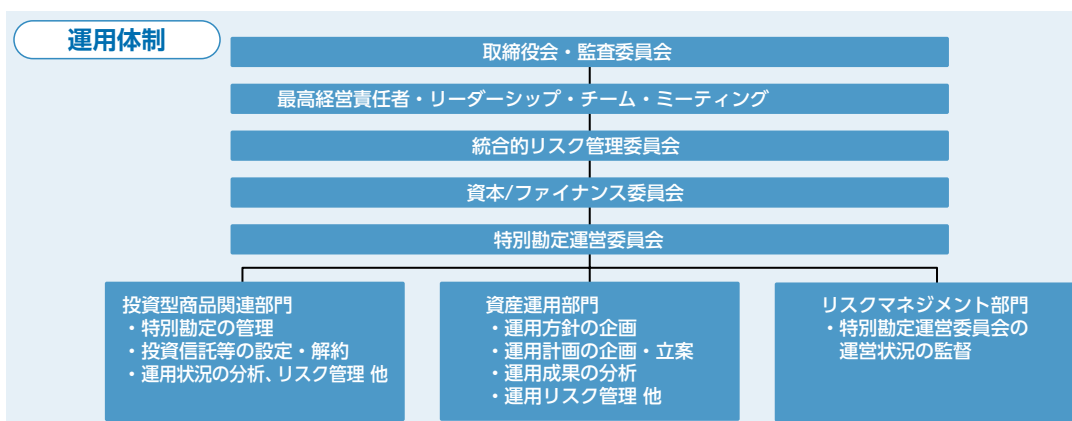 運用体制
取締役会・監査委員会
最高経営責任者・リーダーシップ・チーム・ミーティング
統合的リスク管理委員会
資本/ファイナンス委員会
特別勘定運営委員会
投資型商品関連部門
・特別勘定の管理
・投資信託等の設定・解約
・運用状況の分析、リスク管理 他
資産運用部門
・運用方針の企画
・運用計画の企画・立案
・運用成果の分析
・運用リスク管理 他
リスクマネジメント部門
・特別勘定運営委員会の
運営状況の監督